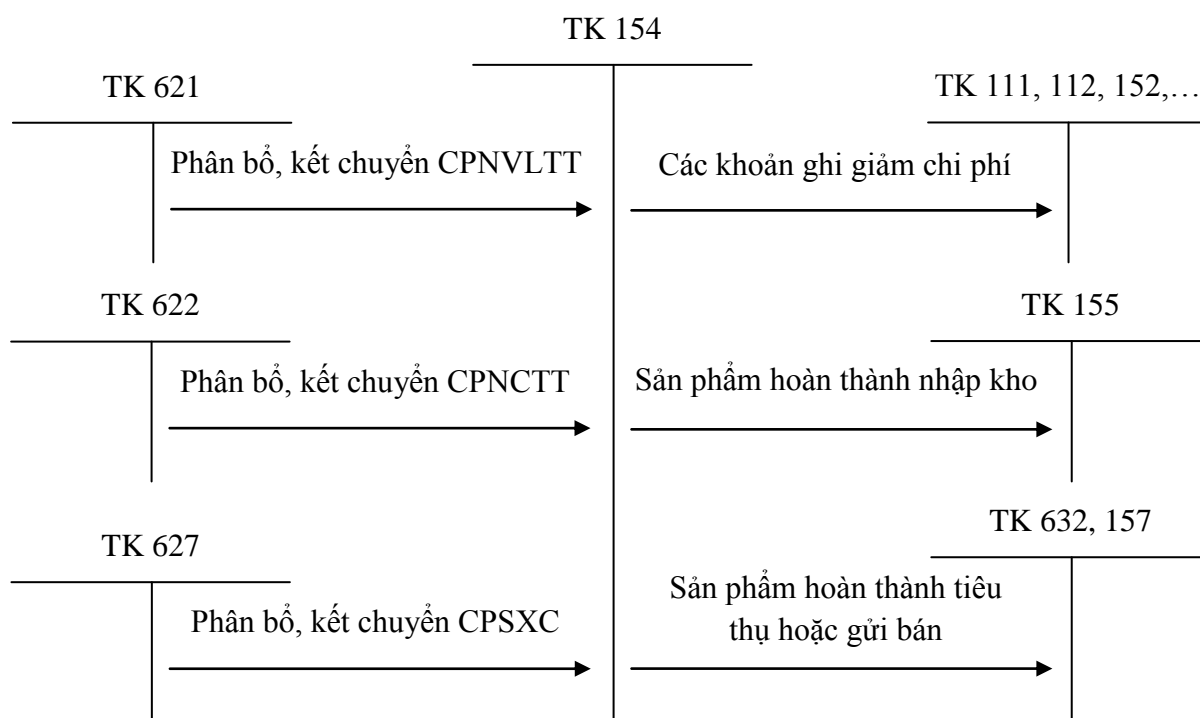 TK 154
TK 621
TK 111, 112, 152,…
Phân bổ, kết chuyển CPNVLTT
Các khoản ghi giảm chi phí
TK 622
TK 155
Phân bổ, kết chuyển CPNCTT
Sản phẩm hoàn thành nhập kho
TK 627
TK 632, 157
Phân bổ, kết chuyển CPSXC
Sản phẩm hoàn thành tiêu
thụ hoặc gửi bán